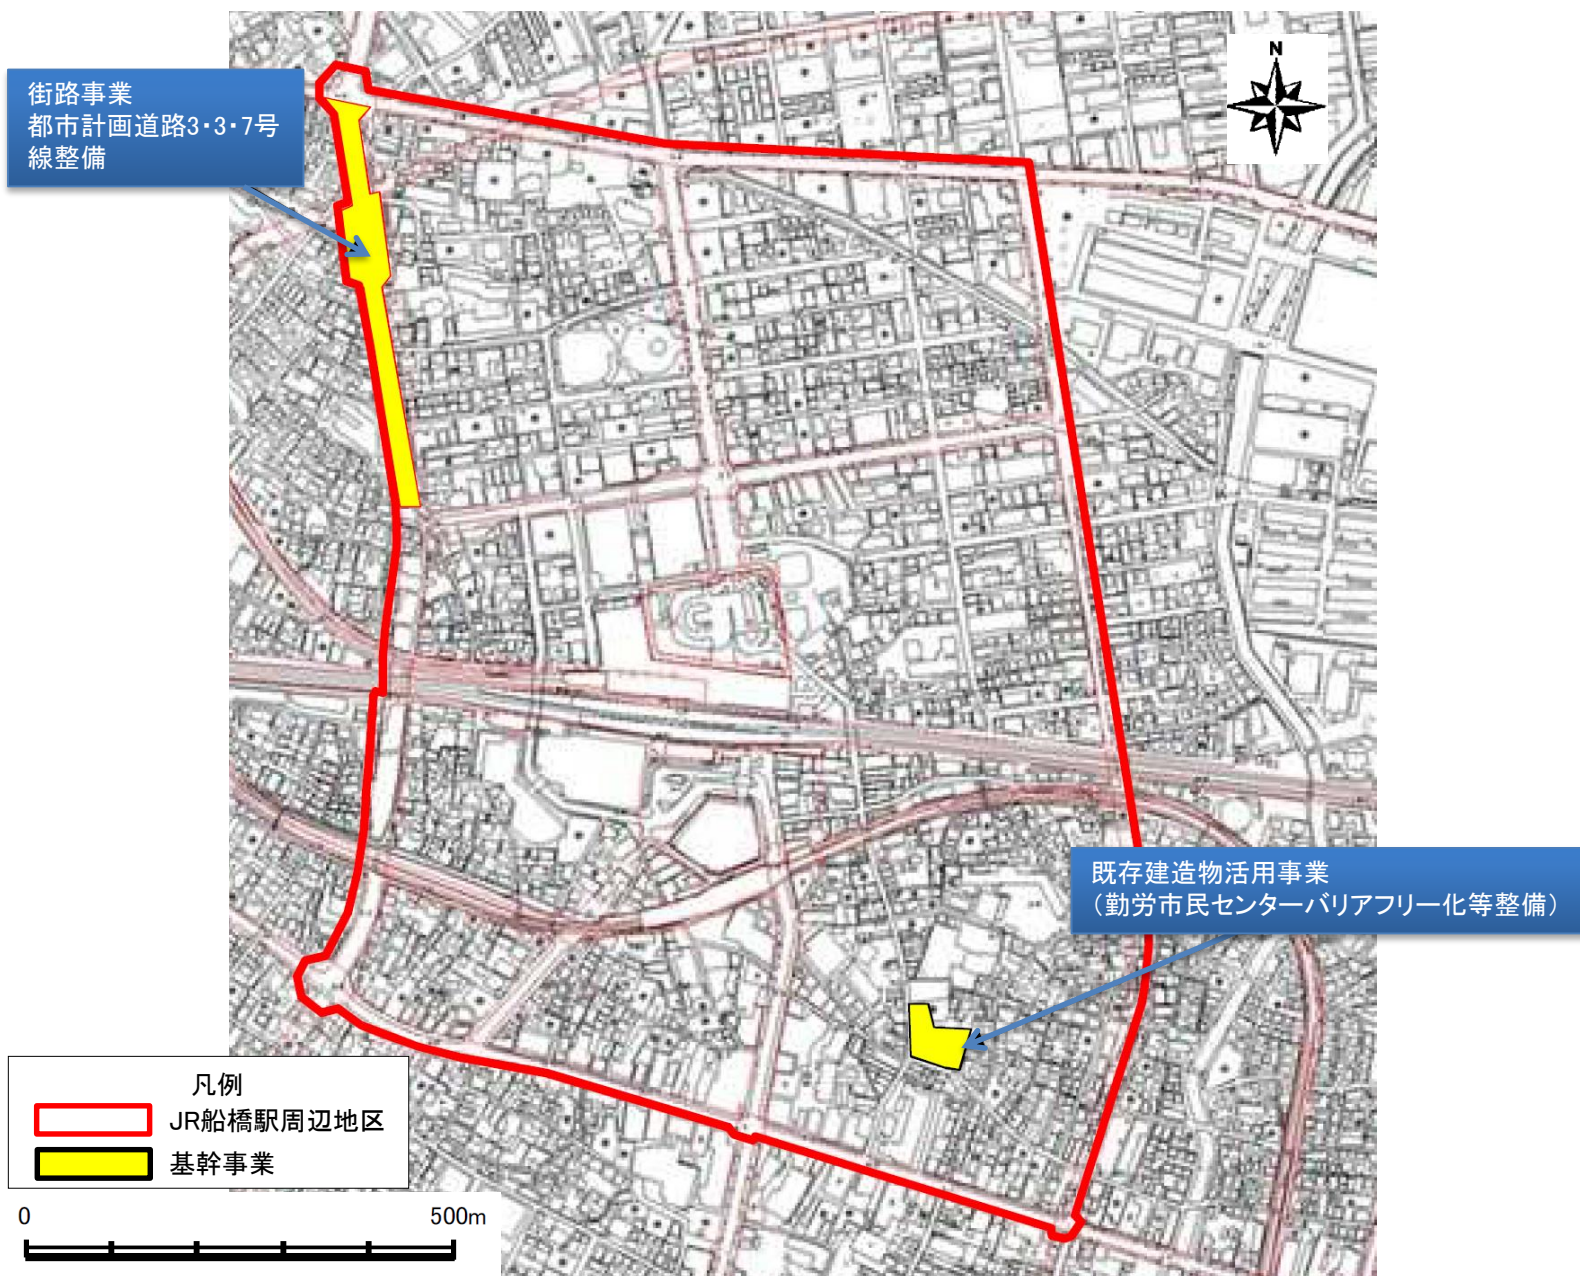 N
街路事業
都市計画道路3・3・7号
線整備
既存建造物活用事業
（勤労市民センターバリアフリー化等整備）
凡例
JR船橋駅周辺地区
基幹事業
0 500m